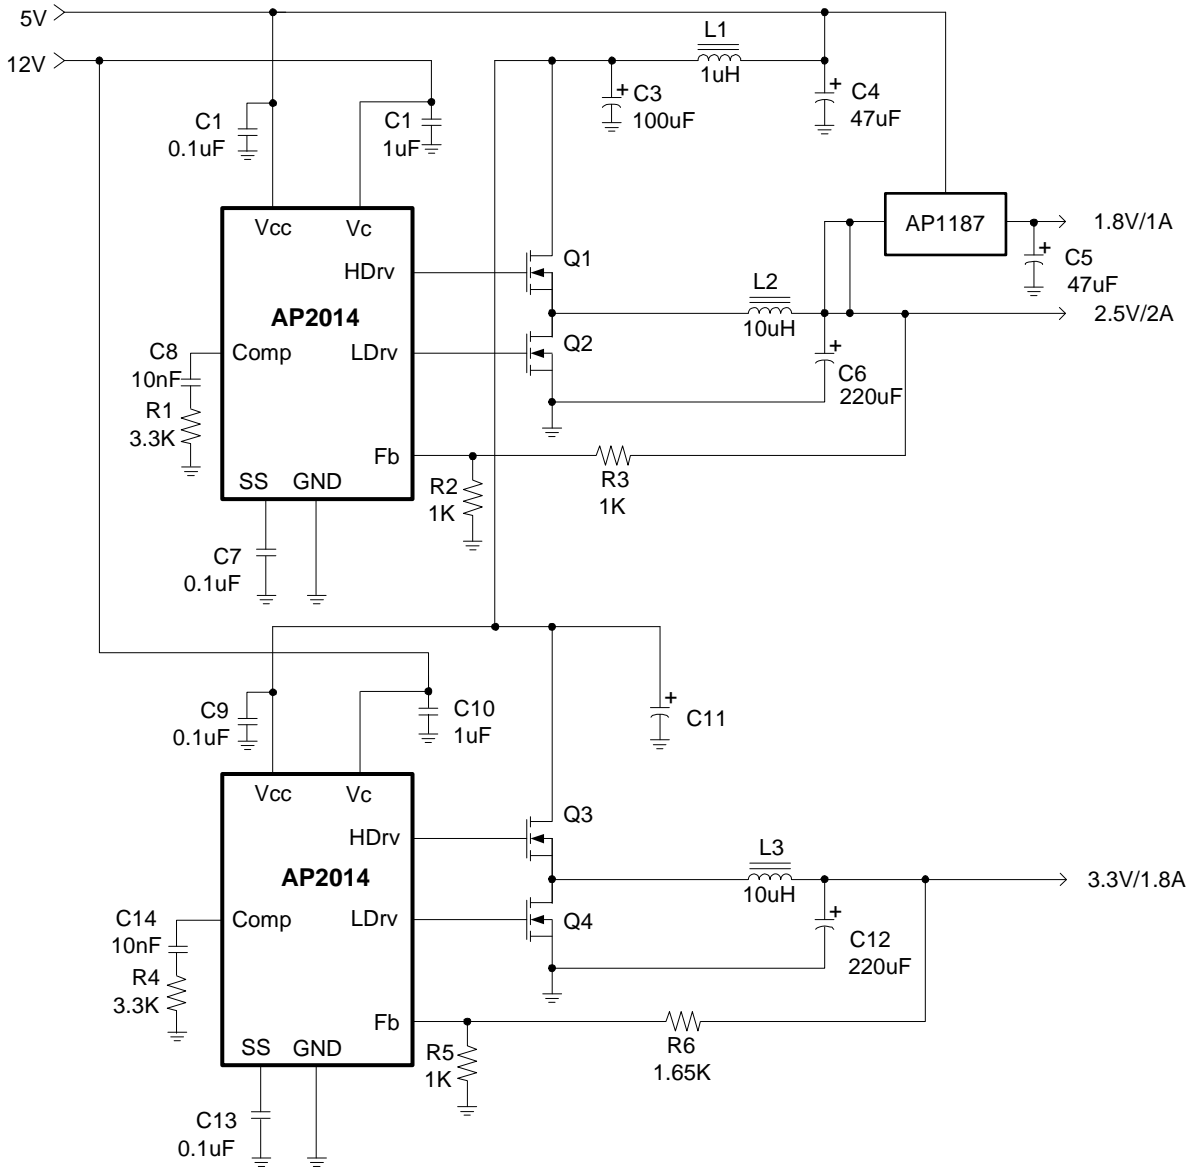 5V
12V
L1
1uH
C3
100uF
C4
47uF
C1
0.1uF
C1
1uF
Vcc
Vc
HDrv
AP2014
Comp
LDrv
Fb
SS
GND
C8
10nF
R1
3.3K
C7
0.1uF
Q1
Q2
L2
10uH
AP1187
1.8V/1A
C5
47uF
2.5V/2A
C6
220uF
R2
1K
R3
1K
C9
0.1uF
C10
1uF
C11
Vcc
Vc
HDrv
AP2014
Comp
LDrv
Fb
SS
GND
C14
10nF
R4
3.3K
C13
0.1uF
Q3
Q4
L3
10uH
3.3V/1.8A
C12
220uF
R5
1K
R6
1.65K